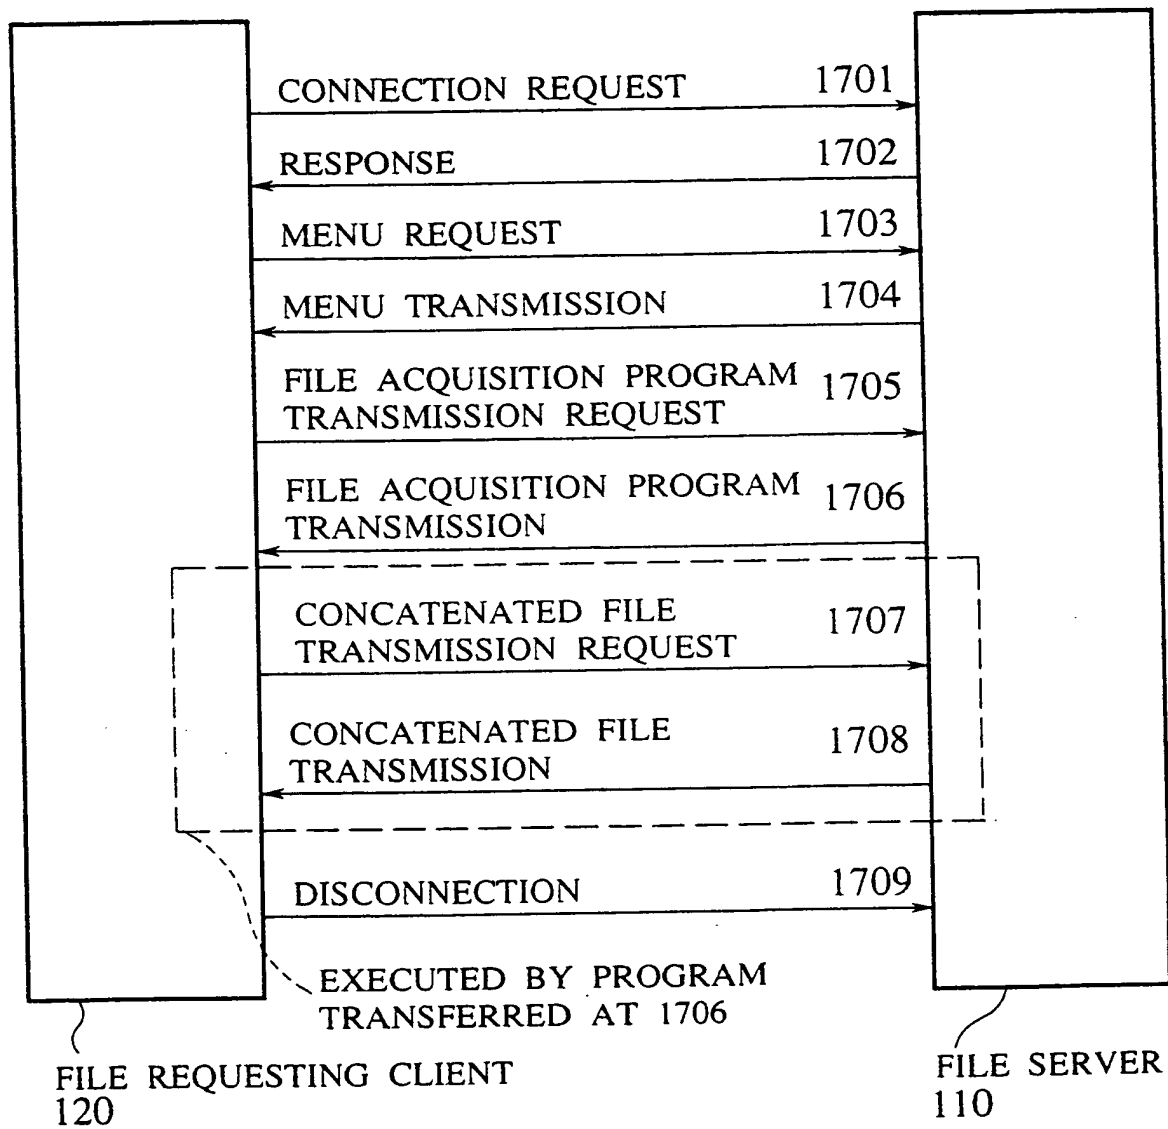 CONNECTION REQUEST 1701
RESPONSE 1702
MENU REQUEST 1703
MENU TRANSMISSION 1704
FILE ACQUISITION PROGRAM 1705
TRANSMISSION REQUEST
FILE ACQUISITION PROGRAM 1706
TRANSMISSION
CONCATENATED FILE 1707
TRANSMISSION REQUEST
CONCATENATED FILE 1708
TRANSMISSION
DISCONNECTION 1709
EXECUTED BY PROGRAM
TRANSFERRED AT 1706
FILE REQUESTING CLIENT
120
FILE SERVER
110